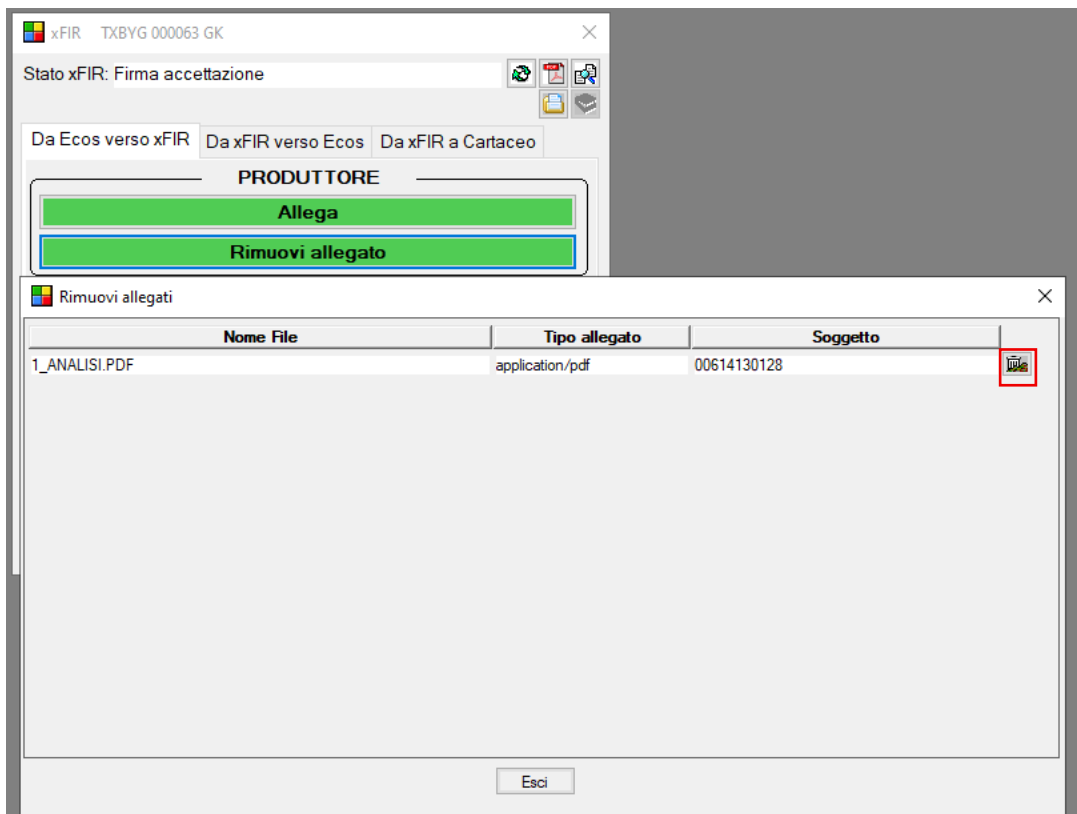 xFIR TXBYG 000063 GK
Stato xFIR: Firma accettazione
Da Ecos verso xFIR Da xFIR verso Ecos Da xFIR a Cartaceo
PRODUTTORE
Allega
Rimuovi allegato
Rimuovi allegati
Nome File Tipo allegato Soggetto
1_ANALISI.PDF application/pdf 00614130128
Esci